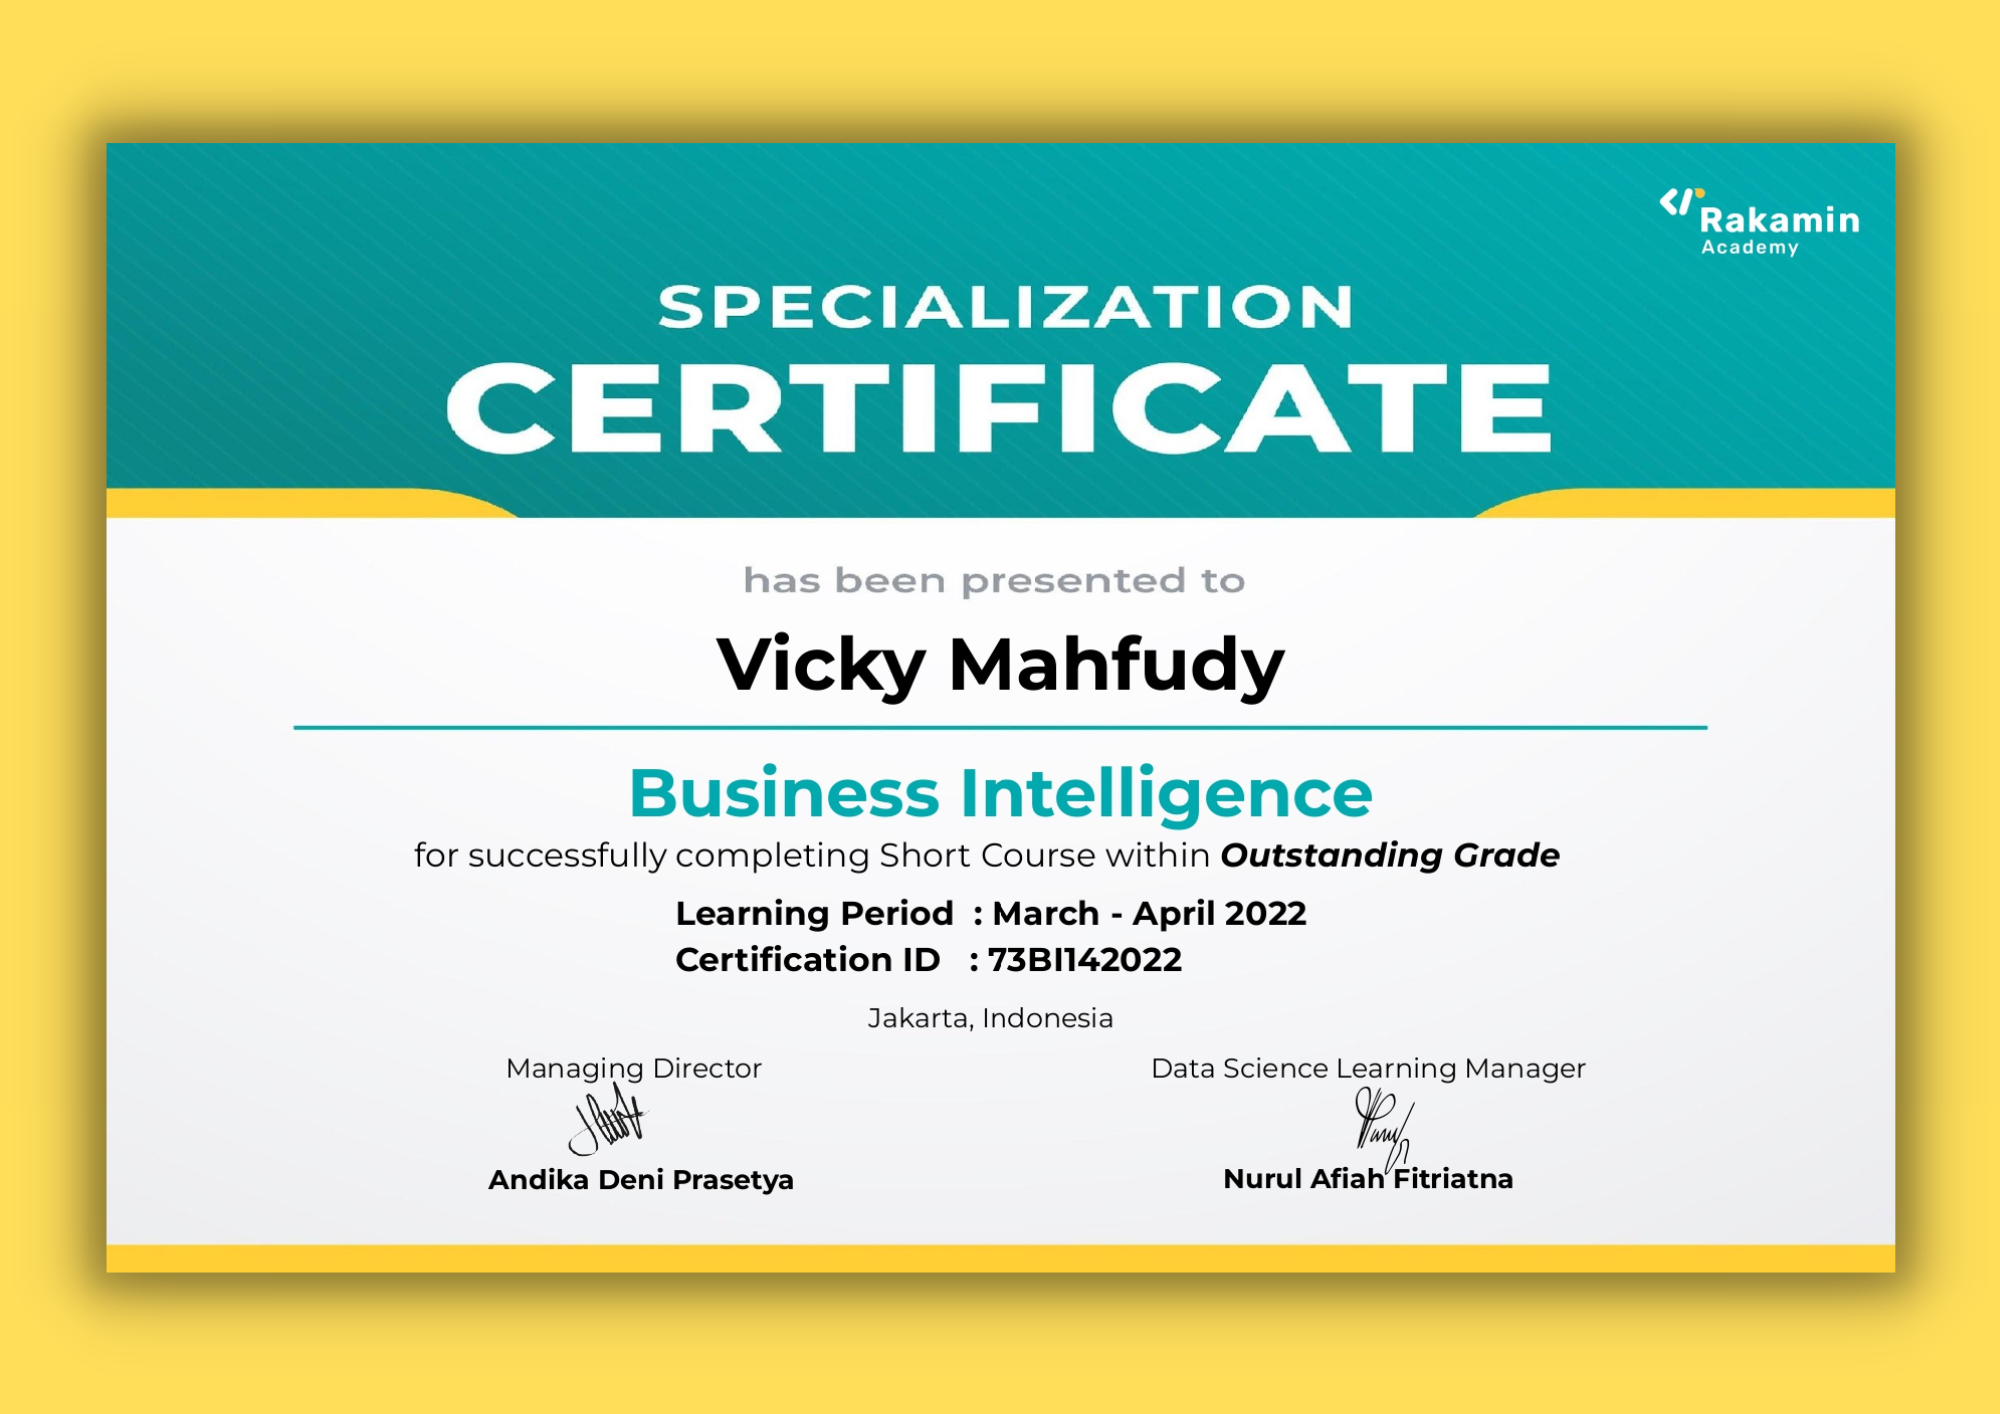 Rakamin
Academy
SPECIALIZATION
CERTIFICATE
has been presented to
Vicky Mahfudy
Business Intelligence
for successfully completing Short Course within Outstanding Grade
Learning Period : March - April 2022
Certification ID : 73BI142022
Jakarta, Indonesia
Managing Director
Data Science Learning Manager
Andika Deni Prasetya
Nurul Afiah Fitriatna